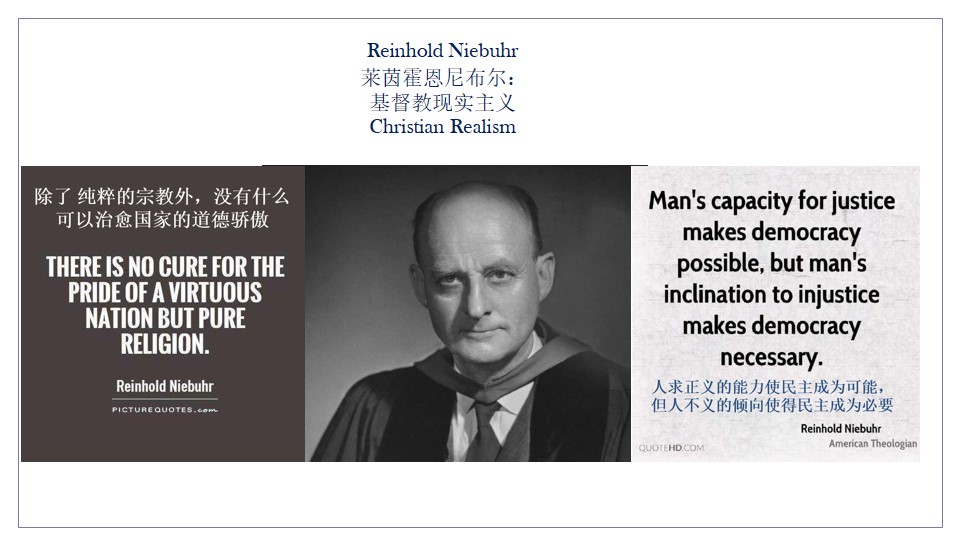 Reinhold Niebuhr
莱茵霍恩尼布尔：
基督教现实主义
Christian Realism
除了 纯粹的宗教外，没有什么
可以治愈国家的道德骄傲
THERE IS NO CURE FOR THE
PRIDE OF A VIRTUOUS
NATION BUT PURE
RELIGION.
Reinhold Niebuhr
PICTUREQUOTES.com
Man's capacity for justice
makes democracy
possible, but man's
inclination to injustice
makes democracy
necessary.
人求正义的能力使民主成为可能，
但人不义的倾向使得民主成为必要
Reinhold Niebuhr
American Theologian
QUOTEHD.COM